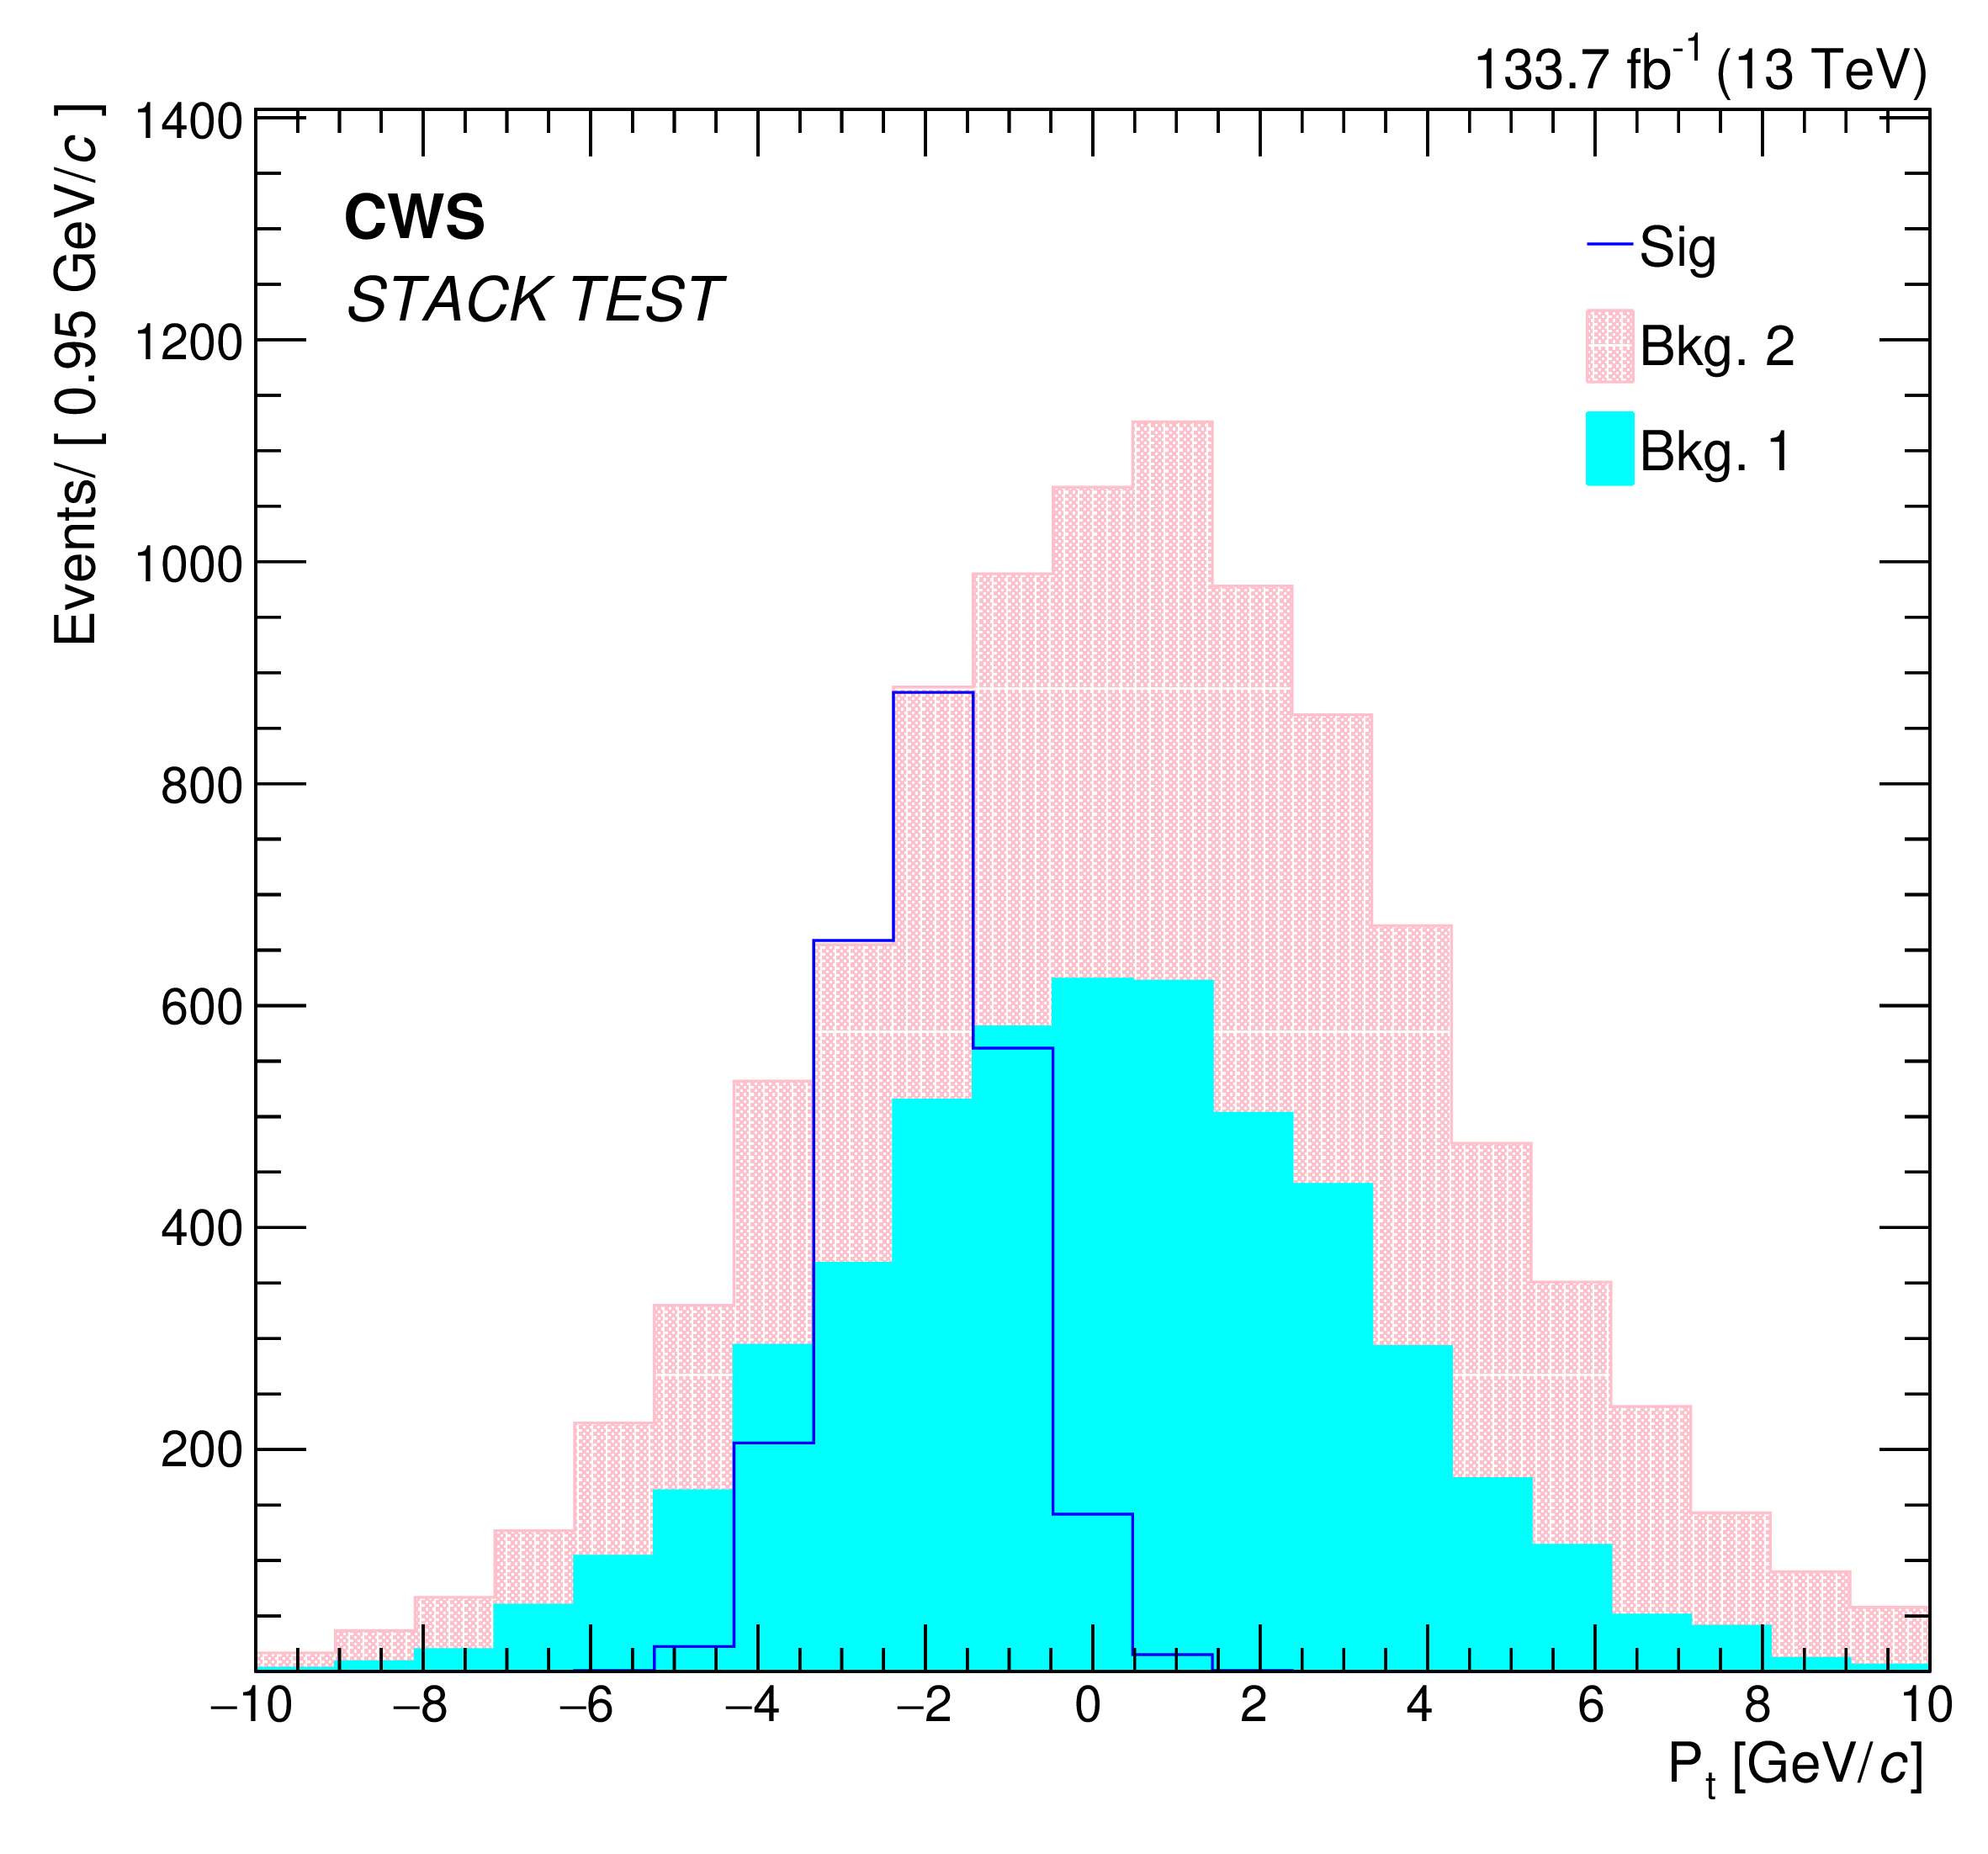 133.7 fb⁻¹ (13 TeV)
Events/ [ 0.95 GeV/c ]
CWS
STACK TEST
Sig
Bkg. 2
Bkg. 1
1400
1200
1000
800
600
400
200
−10 −8 −6 −4 −2 0 2 4 6 8 10
Pₜ [GeV/c]